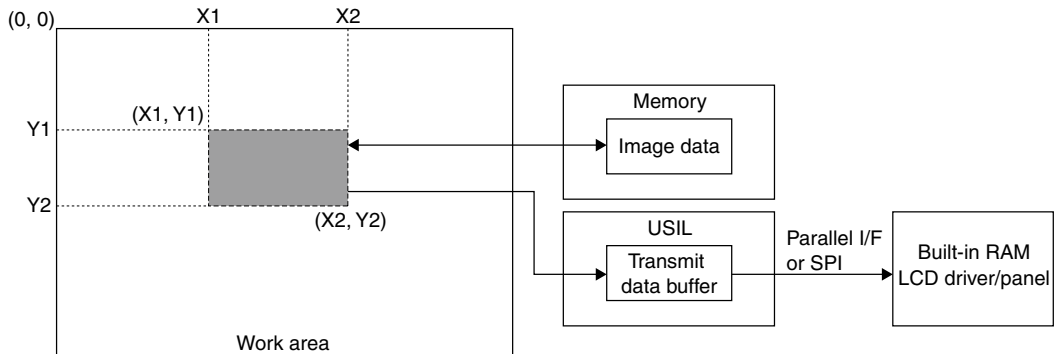 (0, 0)
X1
X2
Y1
(X1, Y1)
Y2
(X2, Y2)
Work area
Memory
Image data
USIL
Transmit
data buffer
Parallel I/F
or SPI
Built-in RAM
LCD driver/panel